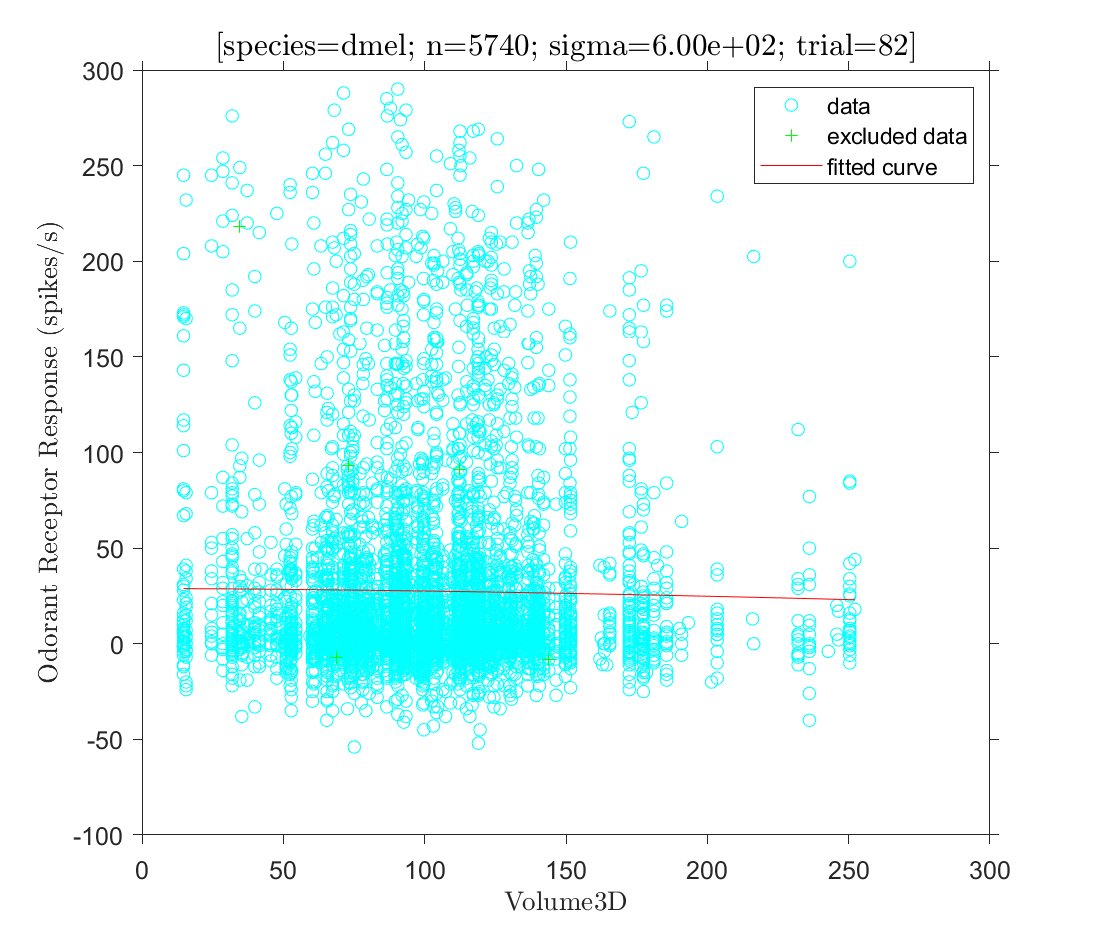 [species=dmel; n=5740; sigma=6.00e+02; trial=82]
300
250
200
150
100
50
0
-50
-100
Odorant Receptor Response (spikes/s)
data
excluded data
fitted curve
0 50 100 150 200 250 300
Volume3D